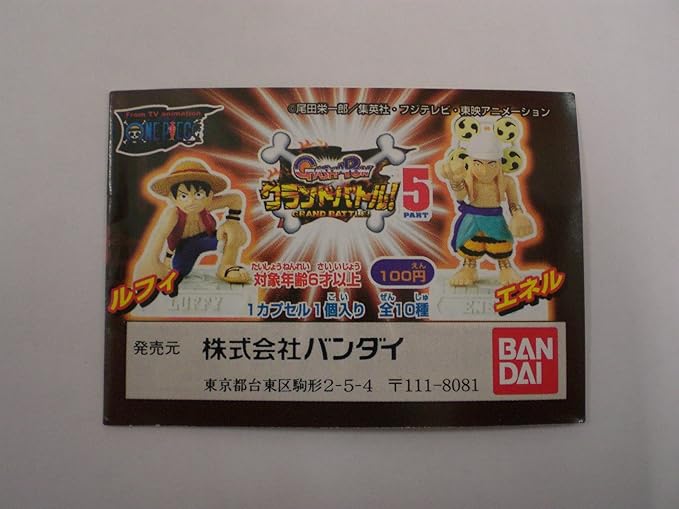 ©尾田栄一郎／集英社・フジテレビ・東映アニメーション
From TV animation
ONE PIECE
グランドバトル!
GRAND BATTLE!
5
PART
たいしょうねんれい さいいじょう
対象年齢6才以上
えん
100円
ルフィ
LUFFY
エネル
こい ぜん しゅ
1カプセル1個入り 全10種
発売元 株式会社バンダイ
東京都台東区駒形2-5-4 〒111-8081
BAN
DAI